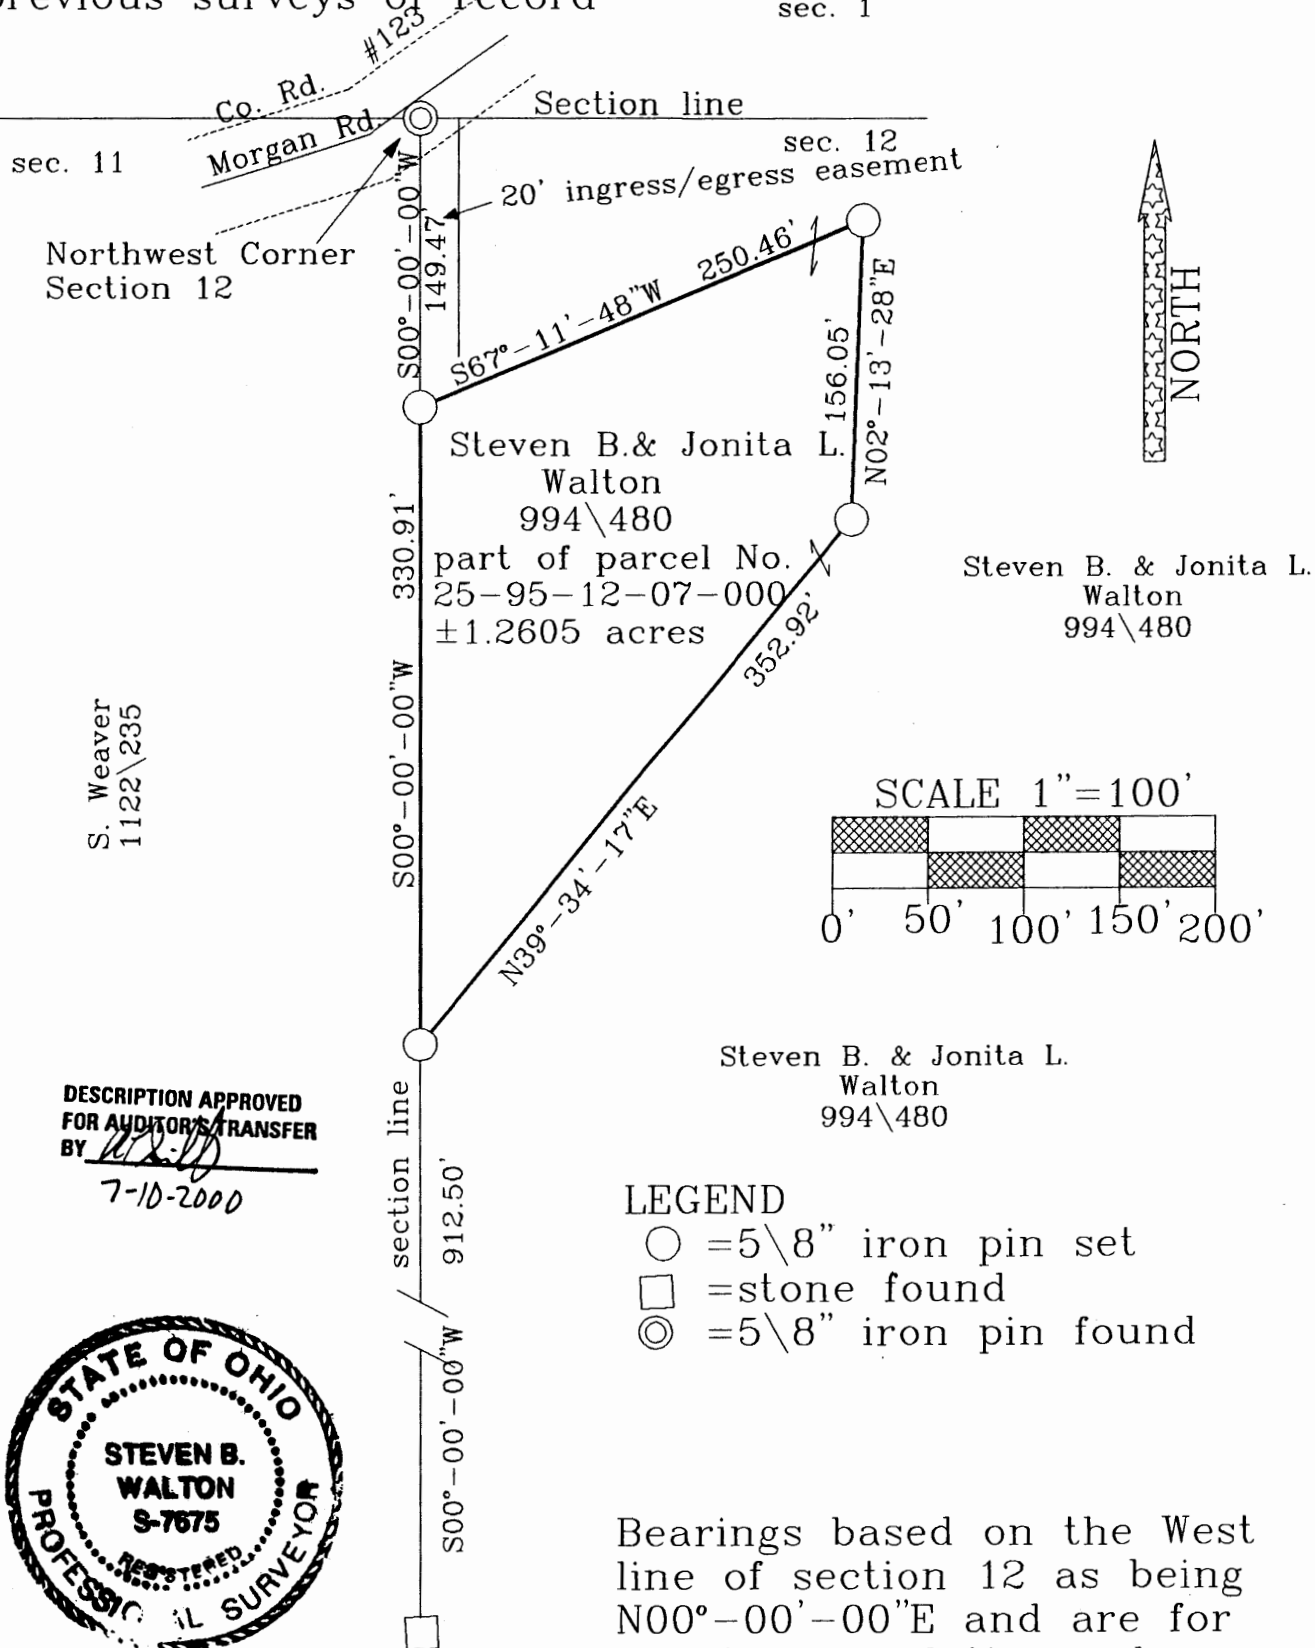 previous surveys of record
sec. 1
Co. Rd. #123
Morgan Rd.
Section line
sec. 11
sec. 12
20' ingress/egress easement
Northwest Corner
Section 12
S00°-00'-00"W
149.47'
S67°-11'-48"W 250.46'
156.05'
N02°-13'-28"E
NORTH
Steven B.& Jonita L.
Walton
994\480
part of parcel No.
25-95-12-07-000
±1.2605 acres
330.91'
S00°-00'-00"W
352.92'
N39°-34'-17"E
Steven B. & Jonita L.
Walton
994\480
S. Weaver
1122\235
SCALE 1"=100'
0' 50' 100' 150' 200'
Steven B. & Jonita L.
Walton
994\480
DESCRIPTION APPROVED
FOR AUDITOR'S TRANSFER
BY
7-10-2000
section line
912.50'
S00°-00'-00"W
LEGEND
=5\8" iron pin set
=stone found
=5\8" iron pin found
STATE OF OHIO
STEVEN B.
WALTON
S-7675
REGISTERED
PROFESSIONAL SURVEYOR
Bearings based on the West
line of section 12 as being
N00°-00'-00"E and are for